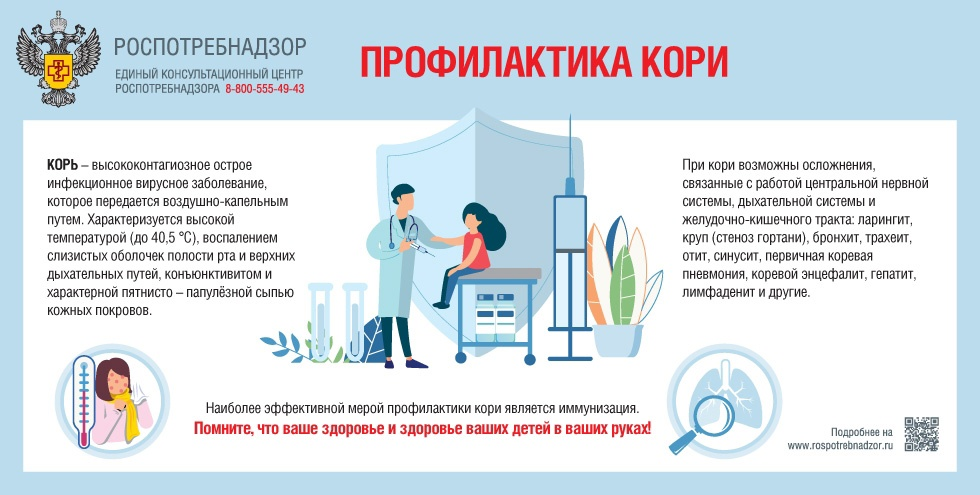 РОСПОТРЕБНАДЗОР
ЕДИНЫЙ КОНСУЛЬТАЦИОННЫЙ ЦЕНТР
РОСПОТРЕБНАДЗОРА 8-800-555-49-43
ПРОФИЛАКТИКА КОРИ
КОРЬ – высококонтагиозное острое
инфекционное вирусное заболевание,
которое передается воздушно-капельным
путем. Характеризуется высокой
температурой (до 40,5 °C), воспалением
слизистых оболочек полости рта и верхних
дыхательных путей, конъюнктивитом и
характерной пятнисто – папулёзной сыпью
кожных покровов.
При кори возможны осложнения,
связанные с работой центральной нервной
системы, дыхательной системы и
желудочно-кишечного тракта: ларингит,
круп (стеноз гортани), бронхит, трахеит,
отит, синусит, первичная коревая
пневмония, коревой энцефалит, гепатит,
лимфаденит и другие.
Наиболее эффективной мерой профилактики кори является иммунизация.
Помните, что ваше здоровье и здоровье ваших детей в ваших руках!
Подробнее на
www.rospotrebnadzor.ru